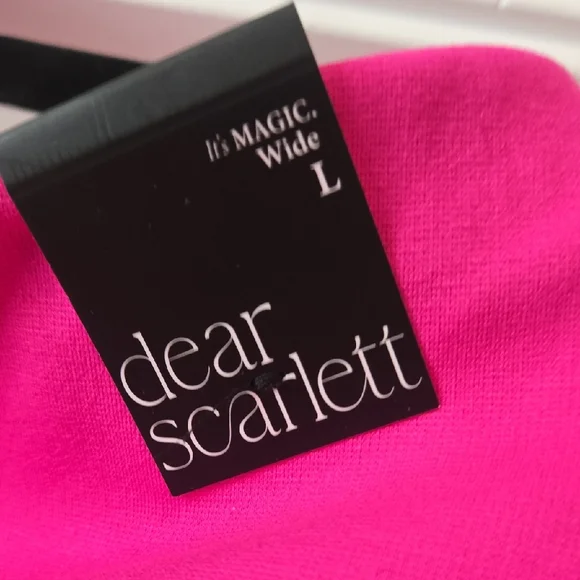 It's MAGIC.
Wide
L
dear
scarlett